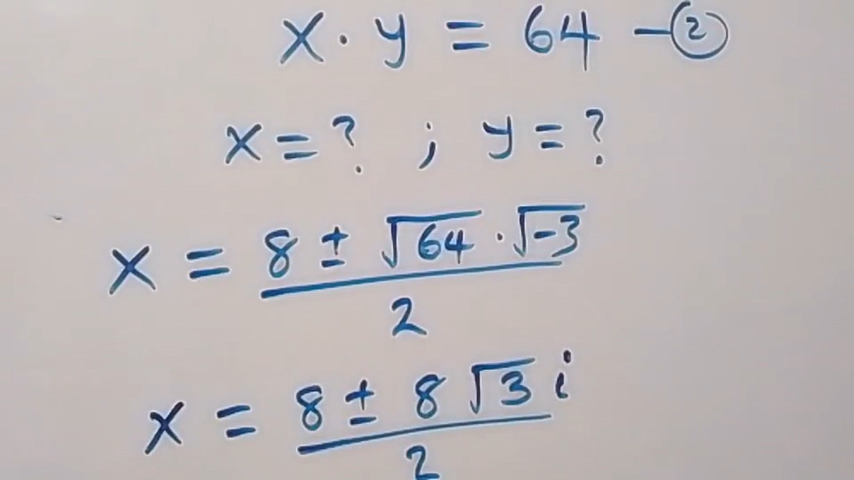 x · y = 64 — ②
x = ? ; y = ?
x = 8 ± √64 · √-3 / 2
x = 8 ± 8 √3 i / 2